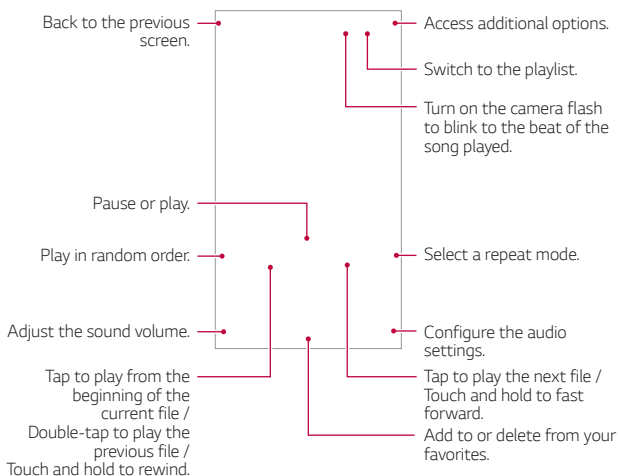 Back to the previous
screen.
Access additional options.
Switch to the playlist.
Turn on the camera flash
to blink to the beat of the
song played.
Pause or play.
Play in random order.
Select a repeat mode.
Adjust the sound volume.
Configure the audio
settings.
Tap to play from the
beginning of the
current file /
Double-tap to play the
previous file /
Touch and hold to rewind.
Tap to play the next file /
Touch and hold to fast
forward.
Add to or delete from your
favorites.